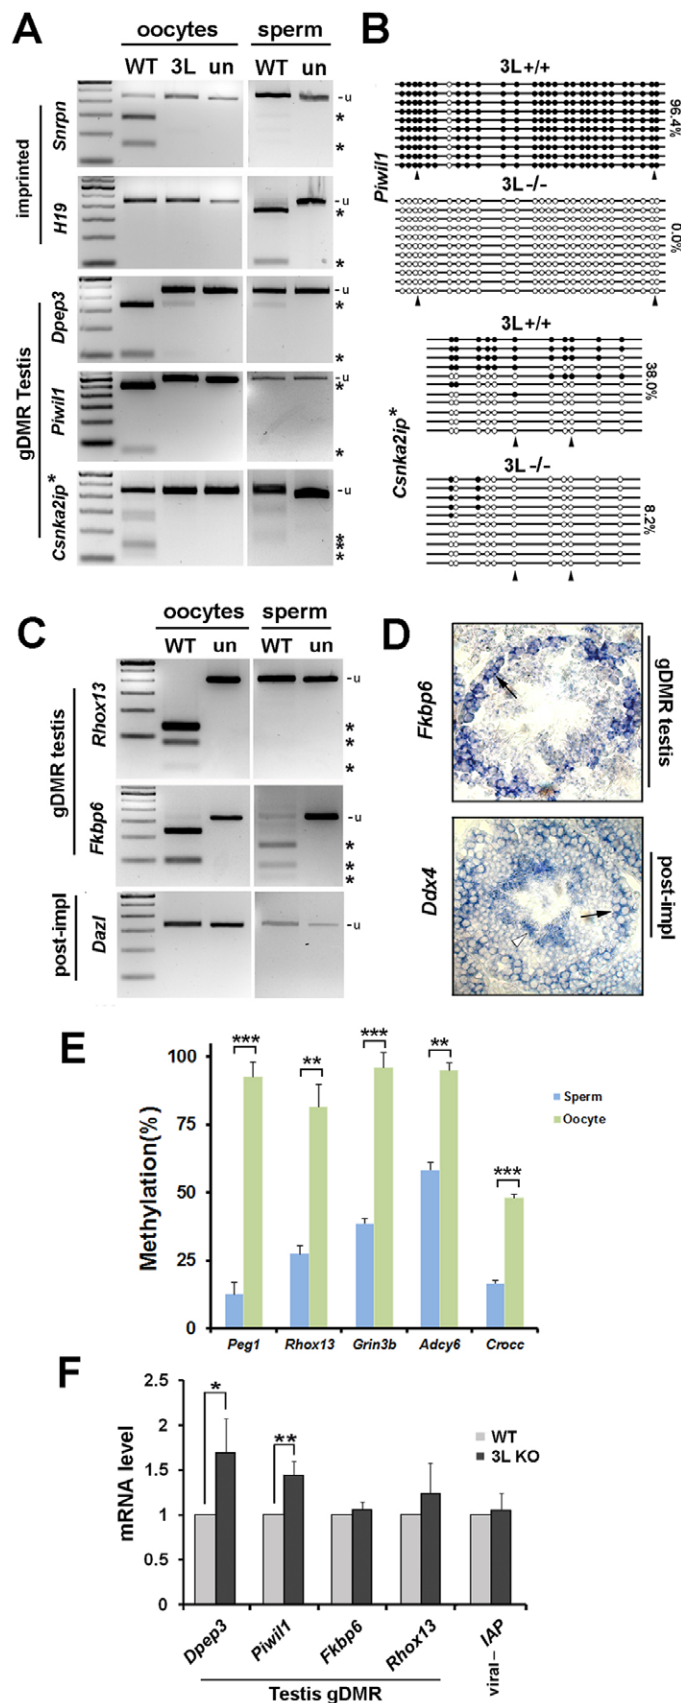 A
oocytes sperm
WT 3L un WT un
imprinted
Snrpn
-u
*
*
H19
-u
*
*
gDMR Testis
Dpep3
-u
*
*
Piwil1
-u
*
*
Csnka2ip*
-u
*
*
*
B
Piwil1
3L +/+
96.4%
3L -/-
0.0%
Csnka2ip*
3L +/+
38.0%
3L -/-
8.2%
C
oocytes sperm
WT un WT un
gDMR testis
Rhox13
-u
*
*
*
Fkbp6
-u
*
*
*
post-impl
Dazl
-u
D
Fkbp6
gDMR testis
Ddx4
post-impl
E
Methylation(%)
100
75
50
25
0
*** ** *** ** ***
Sperm
Oocyte
Peg1 Rhox13 Grin3b Adcy6 Crocc
F
mRNA level
2.5
2
1.5
1
0.5
0
* **
WT
3L KO
Dpep3 Piwil1 Fkbp6 Rhox13 viral– IAP
Testis gDMR